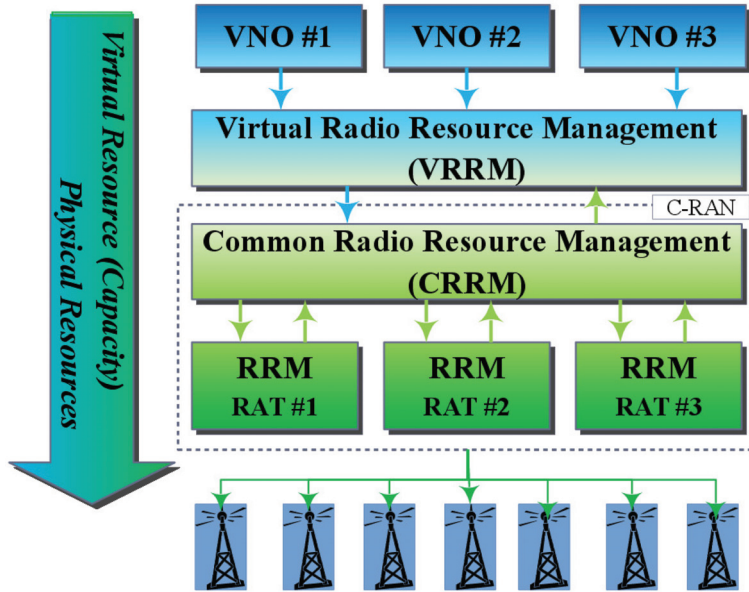 VNO #1
VNO #2
VNO #3
Virtual Resource (Capacity)
Physical Resources
Virtual Radio Resource Management
(VRRM)
C-RAN
Common Radio Resource Management
(CRRM)
RRM
RAT #1
RRM
RAT #2
RRM
RAT #3